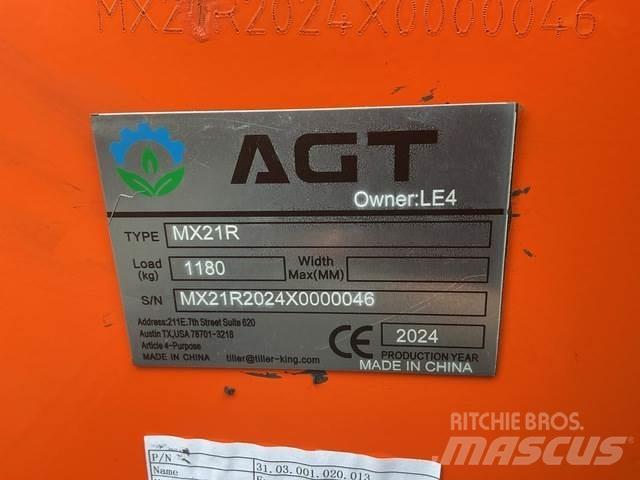 MX21R2024X0000046
AGT
Owner:LE4
TYPE MX21R
Load (kg) 1180 Width Max(MM)
S/N MX21R2024X0000046
Address:211E.7th Street Suite 620
Austin TX,USA 78701-3218
Article 4-Purpose
MADE IN CHINA tiller@tiller-king.com
CE 2024
PRODUCTION YEAR
MADE IN CHINA
P/N 31.03.001.020.013
Name
RITCHIE BROS.
MASCUS